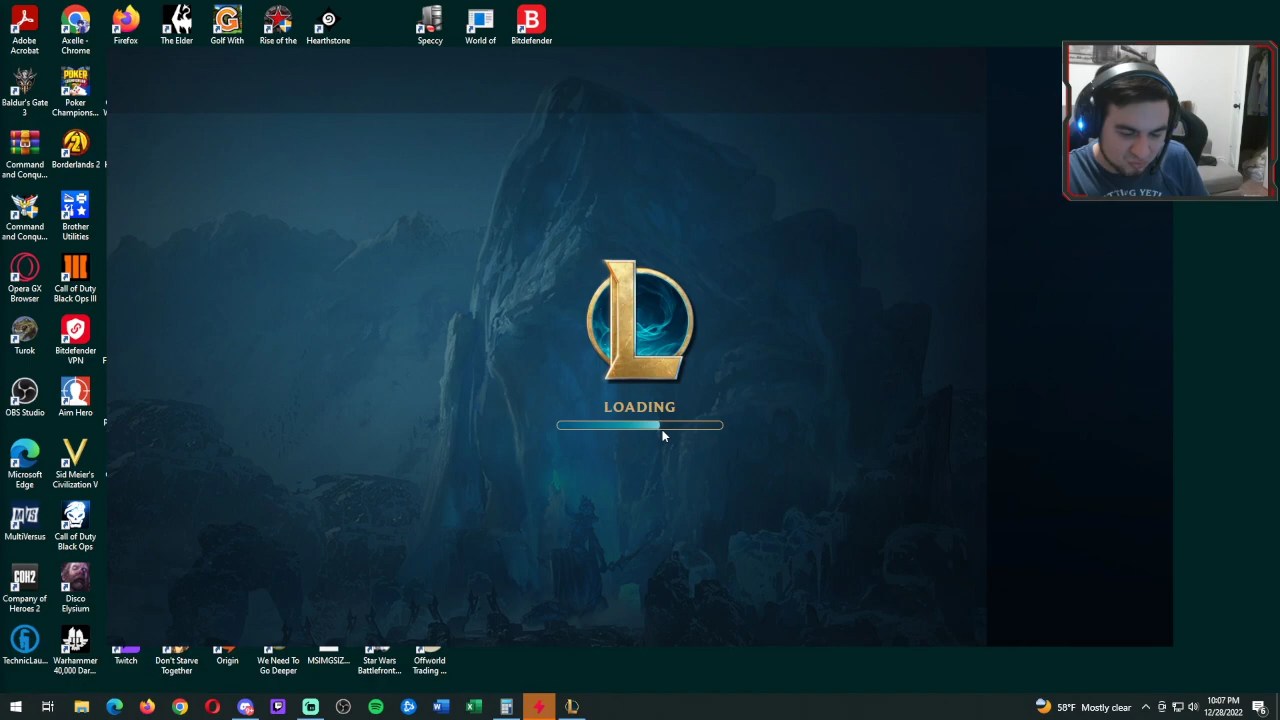 Adobe
Acrobat
Axelle -
Chrome
Firefox
The Elder
Golf With
Rise of the
Hearthstone
Speccy
World of
Bitdefender
Baldur's Gate
3
Poker
Champions...
Command
and Conqu...
Borderlands 2
Command
and Conqu...
Brother
Utilities
Opera GX
Browser
Call of Duty
Black Ops III
Turok
Bitdefender
VPN
OBS Studio
Aim Hero
LOADING
Microsoft
Edge
Sid Meier's
Civilization V
MultiVersus
Call of Duty
Black Ops
Company of
Heroes 2
Disco
Elysium
TechnicLau...
Warhammer
40,000 Dar...
Twitch
Don't Starve
Together
Origin
We Need To
Go Deeper
MSIMGSIZ...
Star Wars
Battlefront...
Offworld
Trading ...
58°F Mostly clear
10:07 PM
12/28/2022